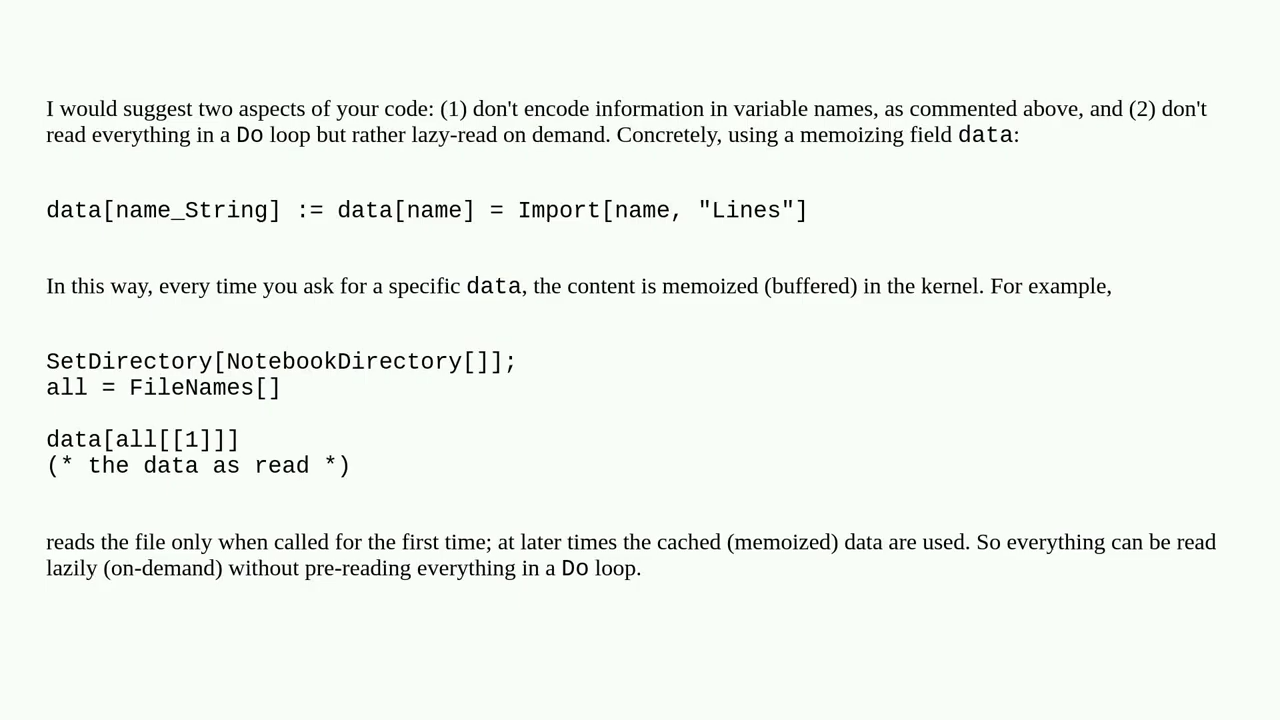 I would suggest two aspects of your code: (1) don't encode information in variable names, as commented above, and (2) don't
read everything in a Do loop but rather lazy-read on demand. Concretely, using a memoizing field data:
data[name_String] := data[name] = Import[name, "Lines"]
In this way, every time you ask for a specific data, the content is memoized (buffered) in the kernel. For example,
SetDirectory[NotebookDirectory[]];
all = FileNames[]
data[all[[1]]]
(* the data as read *)
reads the file only when called for the first time; at later times the cached (memoized) data are used. So everything can be read
lazily (on-demand) without pre-reading everything in a Do loop.